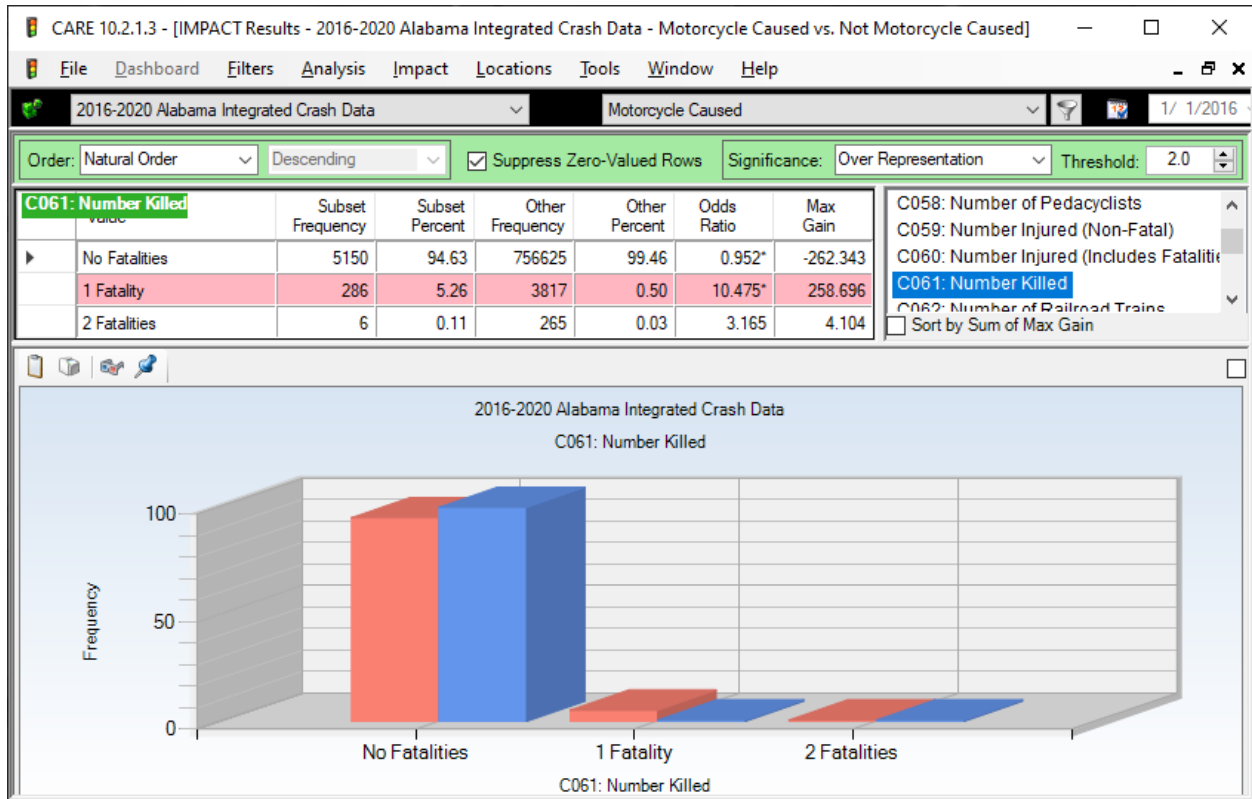 CARE 10.2.1.3 - [IMPACT Results - 2016-2020 Alabama Integrated Crash Data - Motorcycle Caused vs. Not Motorcycle Caused]
File Dashboard Filters Analysis Impact Locations Tools Window Help
2016-2020 Alabama Integrated Crash Data Motorcycle Caused 1/ 1/2016
Order: Natural Order Descending Suppress Zero-Valued Rows Significance: Over Representation Threshold: 2.0
C061: Number Killed Subset Frequency Subset Percent Other Frequency Other Percent Odds Ratio Max Gain
No Fatalities 5150 94.63 756625 99.46 0.952* -262.343
1 Fatality 286 5.26 3817 0.50 10.475* 258.696
2 Fatalities 6 0.11 265 0.03 3.165 4.104
C058: Number of Pedacyclists
C059: Number Injured (Non-Fatal)
C060: Number Injured (Includes Fatalitie
C061: Number Killed
C062: Number of Railroad Trains
Sort by Sum of Max Gain
2016-2020 Alabama Integrated Crash Data
C061: Number Killed
Frequency
100
50
0
No Fatalities 1 Fatality 2 Fatalities
C061: Number Killed